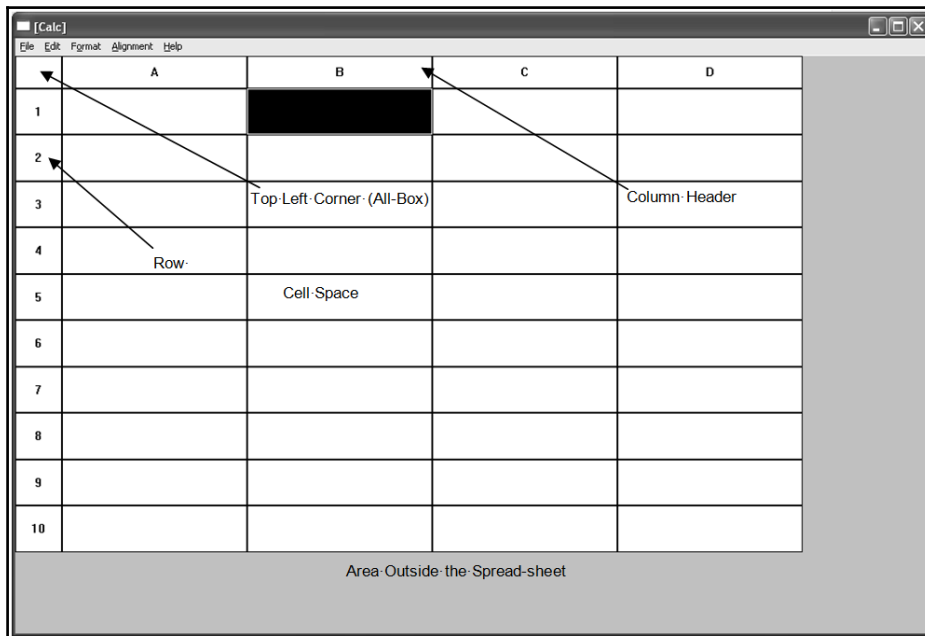 [Calc]
File Edit Format Alignment Help
A B C D
1
2
Top Left Corner (All-Box) Column Header
3
4
Row
5 Cell Space
6
7
8
9
10
Area Outside the Spread-sheet